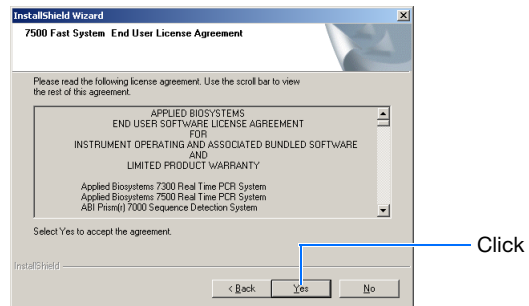 InstallShield Wizard
7500 Fast System End User License Agreement
Please read the following license agreement. Use the scroll bar to view
the rest of this agreement.
APPLIED BIOSYSTEMS
END USER SOFTWARE LICENSE AGREEMENT
FOR
INSTRUMENT OPERATING AND ASSOCIATED BUNDLED SOFTWARE
AND
LIMITED PRODUCT WARRANTY
Applied Biosystems 7300 Real Time PCR System
Applied Biosystems 7500 Real Time PCR System
ABI Prism(r) 7000 Sequence Detection System
Select Yes to accept the agreement.
Click
InstallShield
< Back Yes No